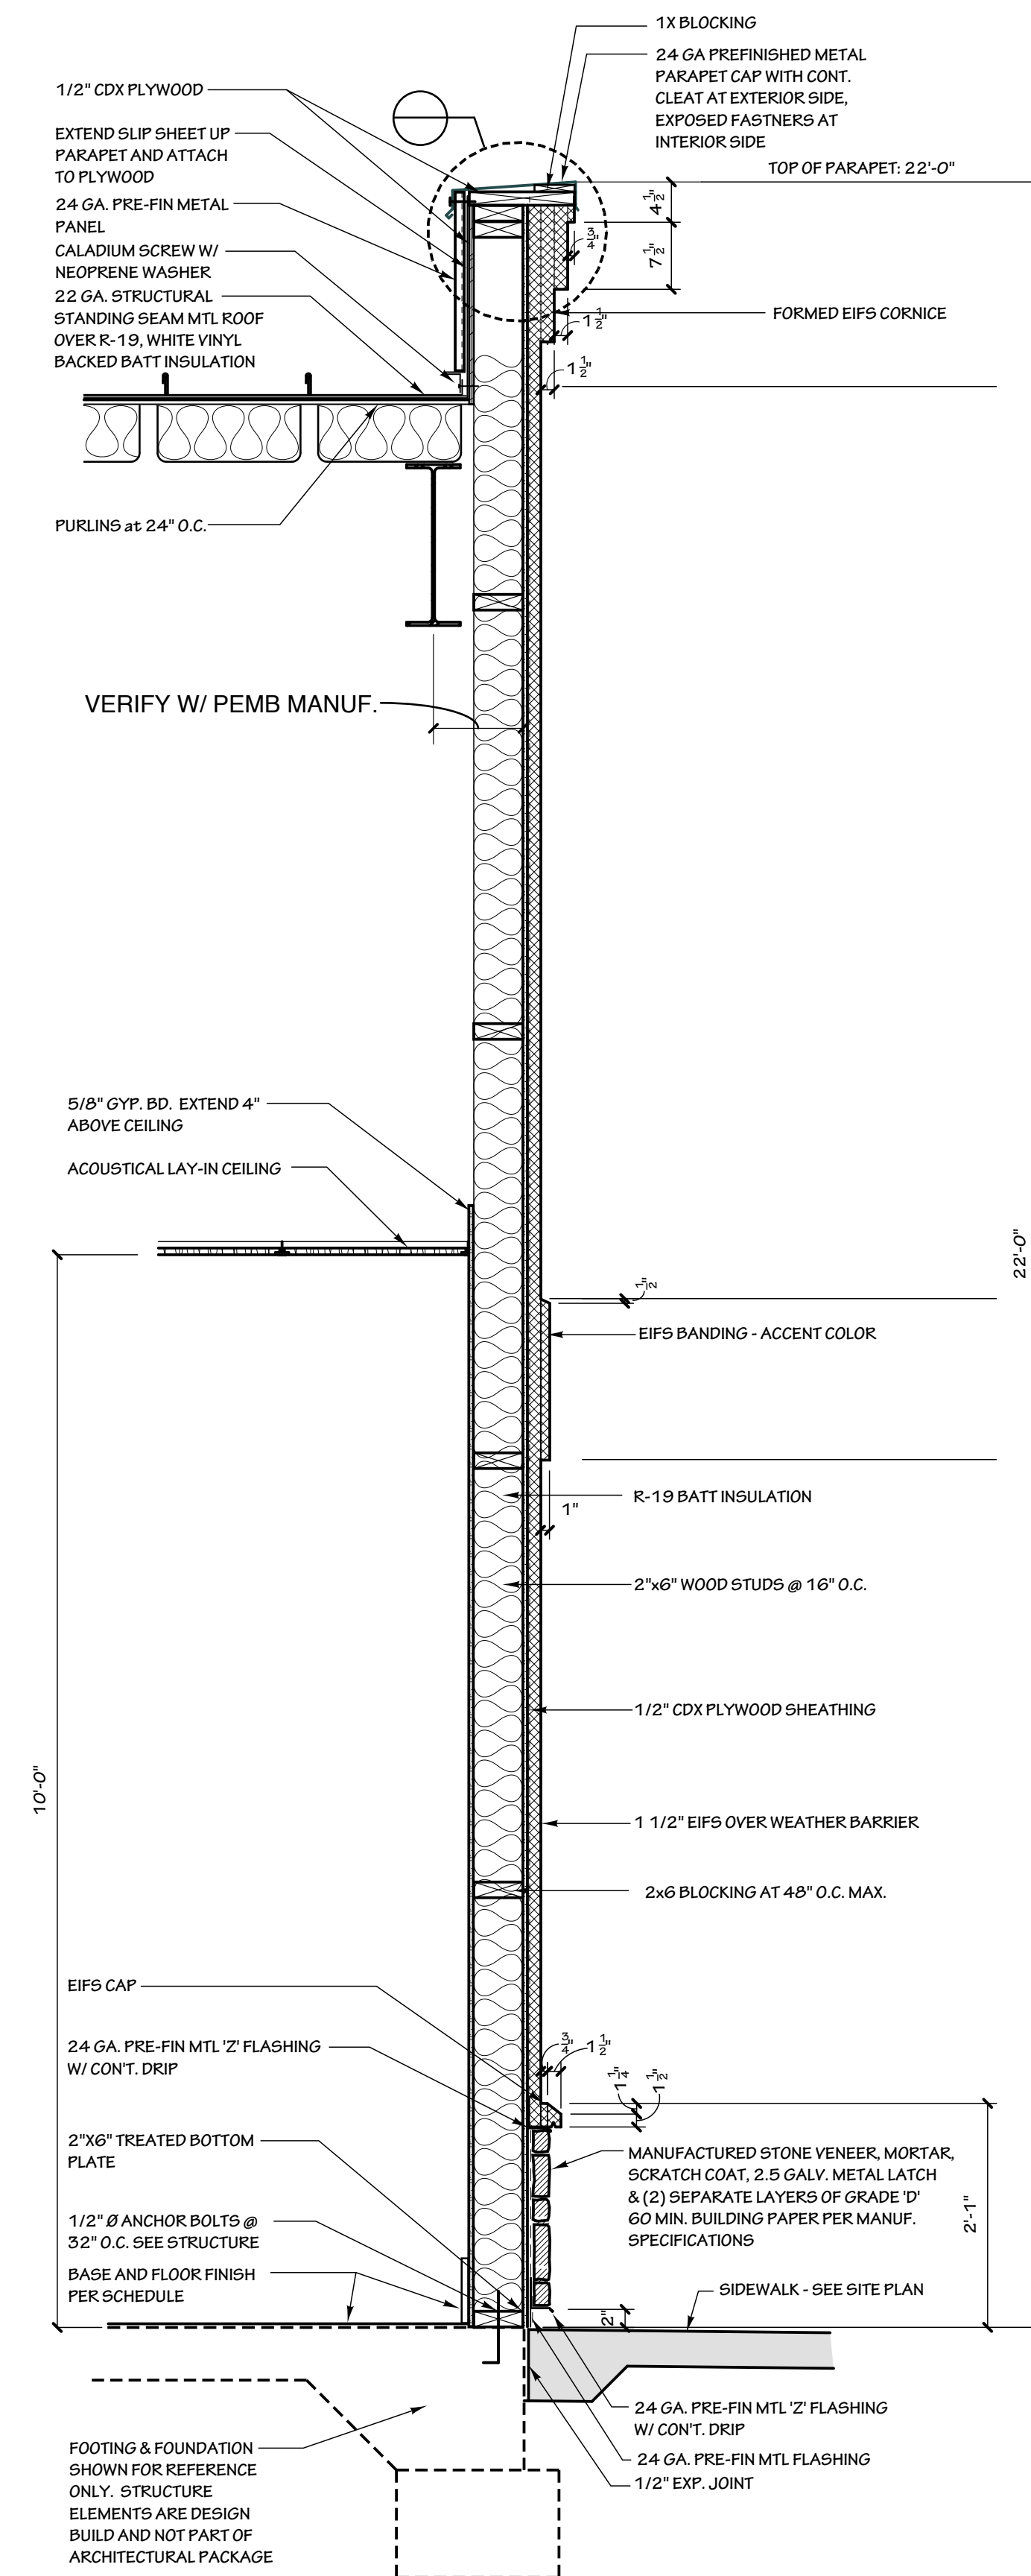 1X BLOCKING
24 GA PREFINISHED METAL
PARAPET CAP WITH CONT.
CLEAT AT EXTERIOR SIDE,
EXPOSED FASTNERS AT
INTERIOR SIDE
TOP OF PARAPET: 22'-0"
1/2" CDX PLYWOOD
EXTEND SLIP SHEET UP
PARAPET AND ATTACH
TO PLYWOOD
24 GA. PRE-FIN METAL
PANEL
CALADIUM SCREW W/
NEOPRENE WASHER
22 GA. STRUCTURAL
STANDING SEAM MTL ROOF
OVER R-19, WHITE VINYL
BACKED BATT INSULATION
4 1/2"
7 1/2"
3/4"
1 1/2"
1 1/2"
FORMED EIFS CORNICE
PURLINS at 24" O.C.
VERIFY W/ PEMB MANUF.
5/8" GYP. BD. EXTEND 4"
ABOVE CEILING
ACOUSTICAL LAY-IN CEILING
22'-0"
1/2"
EIFS BANDING - ACCENT COLOR
R-19 BATT INSULATION
1"
2"x6" WOOD STUDS @ 16" O.C.
1/2" CDX PLYWOOD SHEATHING
10'-0"
1 1/2" EIFS OVER WEATHER BARRIER
2x6 BLOCKING AT 48" O.C. MAX.
EIFS CAP
24 GA. PRE-FIN MTL 'Z' FLASHING
W/ CON'T. DRIP
3/4"
1 1/2"
1 1/4"
1 1/2"
2"X6" TREATED BOTTOM
PLATE
1/2" Ø ANCHOR BOLTS @
32" O.C. SEE STRUCTURE
BASE AND FLOOR FINISH
PER SCHEDULE
MANUFACTURED STONE VENEER, MORTAR,
SCRATCH COAT, 2.5 GALV. METAL LATCH
& (2) SEPARATE LAYERS OF GRADE 'D'
60 MIN. BUILDING PAPER PER MANUF.
SPECIFICATIONS
2'-1"
SIDEWALK - SEE SITE PLAN
2"
24 GA. PRE-FIN MTL 'Z' FLASHING
W/ CON'T. DRIP
24 GA. PRE-FIN MTL FLASHING
1/2" EXP. JOINT
FOOTING & FOUNDATION
SHOWN FOR REFERENCE
ONLY. STRUCTURE
ELEMENTS ARE DESIGN
BUILD AND NOT PART OF
ARCHITECTURAL PACKAGE